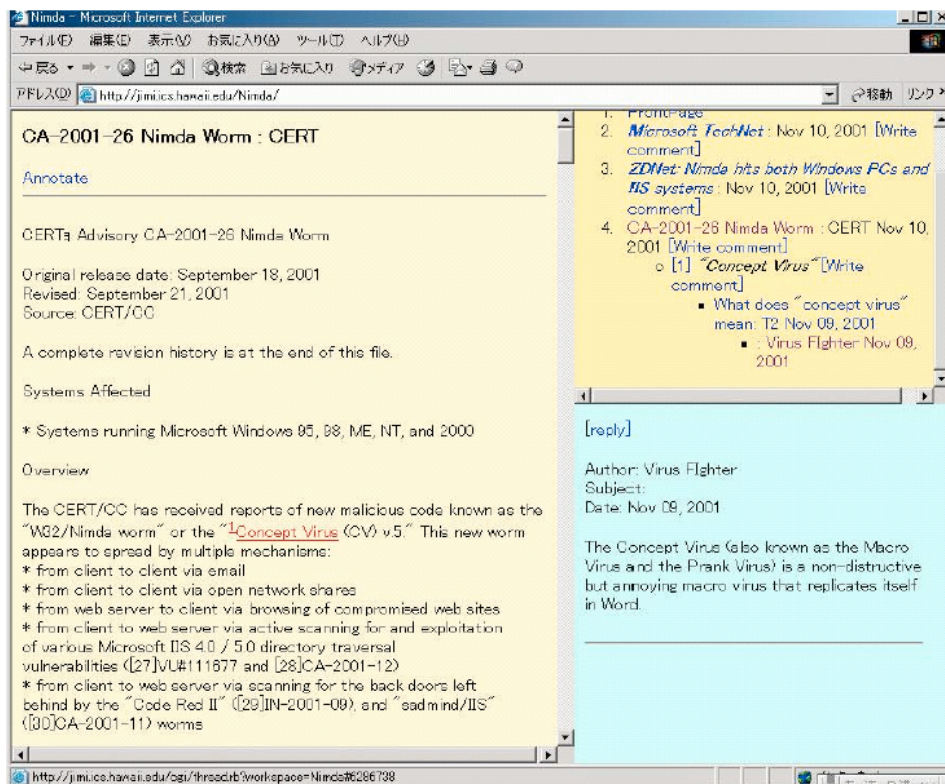 Nimda - Microsoft Internet Explorer
ファイル(F) 編集(E) 表示(V) お気に入り(A) ツール(T) ヘルプ(H)
戻る 検索 お気に入り メディア
アドレス(D) http://jimi.ics.hawaii.edu/Nimda/ 移動 リンク »
CA-2001-26 Nimda Worm : CERT
Annotate
CERTª Advisory CA-2001-26 Nimda Worm
Original release date: September 18, 2001
Revised: September 21, 2001
Source: CERT/CC
A complete revision history is at the end of this file.
Systems Affected
* Systems running Microsoft Windows 95, 98, ME, NT, and 2000
Overview
The CERT/CC has received reports of new malicious code known as the
"W32/Nimda worm" or the "1Concept Virus (CV) v.5." This new worm
appears to spread by multiple mechanisms:
* from client to client via email
* from client to client via open network shares
* from web server to client via browsing of compromised web sites
* from client to web server via active scanning for and exploitation
of various Microsoft IIS 4.0 / 5.0 directory traversal
vulnerabilities ([27]VU#111677 and [28]CA-2001-12)
* from client to web server via scanning for the back doors left
behind by the "Code Red II" ([29]IN-2001-09), and "sadmind/IIS"
([30]CA-2001-11) worms
1. FrontPage
2. Microsoft TechNet : Nov 10, 2001 [Write
comment]
3. ZDNet: Nimda hits both Windows PCs and
IIS systems : Nov 10, 2001 [Write
comment]
4. CA-2001-26 Nimda Worm : CERT Nov 10,
2001 [Write comment]
[1] "Concept Virus" [Write
comment]
What does "concept virus"
mean: T2 Nov 09, 2001
: Virus FIghter Nov 09,
2001
[reply]
Author: Virus FIghter
Subject:
Date: Nov 09, 2001
The Concept Virus (also known as the Macro
Virus and the Prank Virus) is a non-distructive
but annoying macro virus that replicates itself
in Word.
http://jimi.ics.hawaii.edu/cgi/thread.rb?workspace=Nimda#6286738